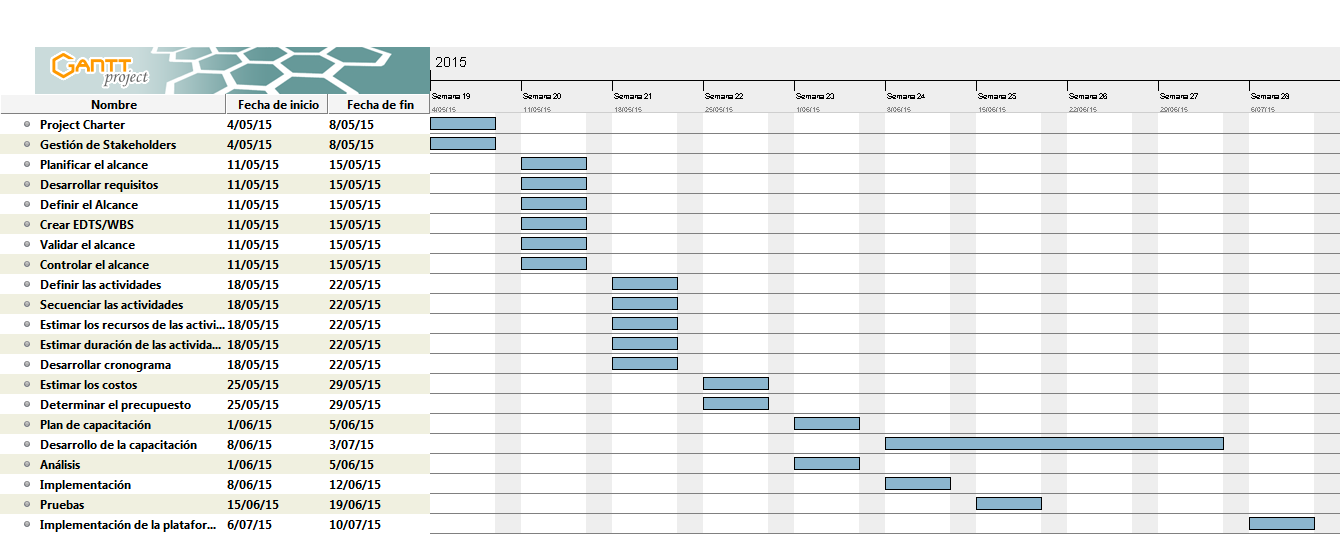 GANTT
project
2015
Semana 19 Semana 20 Semana 21 Semana 22 Semana 23 Semana 24 Semana 25 Semana 26 Semana 27 Semana 28
Nombre Fecha de inicio Fecha de fin
4/05/15 11/05/15 18/05/15 25/05/15 1/06/15 8/06/15 15/06/15 22/06/15 29/06/15 6/07/15
Project Charter 4/05/15 8/05/15
Gestión de Stakeholders 4/05/15 8/05/15
Planificar el alcance 11/05/15 15/05/15
Desarrollar requisitos 11/05/15 15/05/15
Definir el Alcance 11/05/15 15/05/15
Crear EDTS/WBS 11/05/15 15/05/15
Validar el alcance 11/05/15 15/05/15
Controlar el alcance 11/05/15 15/05/15
Definir las actividades 18/05/15 22/05/15
Secuenciar las actividades 18/05/15 22/05/15
Estimar los recursos de las activi... 18/05/15 22/05/15
Estimar duración de las activida... 18/05/15 22/05/15
Desarrollar cronograma 18/05/15 22/05/15
Estimar los costos 25/05/15 29/05/15
Determinar el precupuesto 25/05/15 29/05/15
Plan de capacitación 1/06/15 5/06/15
Desarrollo de la capacitación 8/06/15 3/07/15
Análisis 1/06/15 5/06/15
Implementación 8/06/15 12/06/15
Pruebas 15/06/15 19/06/15
Implementación de la platafor... 6/07/15 10/07/15